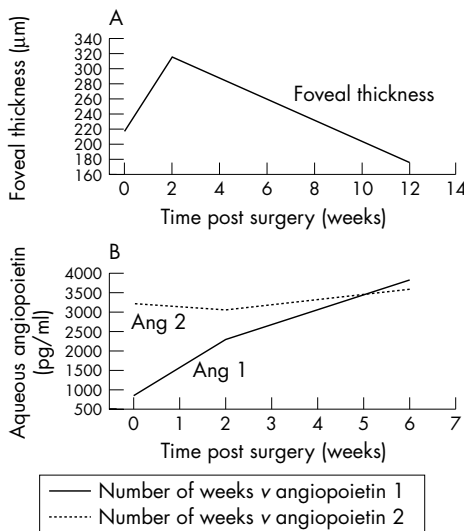 A
Foveal thickness (μm)
340
320
300
280
260
240
220
200
180
160
Foveal thickness
0 2 4 6 8 10 12 14
Time post surgery (weeks)
B
Aqueous angiopoietin
(pg/ml)
4000
3500
3000
2500
2000
1500
1000
500
Ang 2
Ang 1
0 1 2 3 4 5 6 7
Time post surgery (weeks)
Number of weeks v angiopoietin 1
Number of weeks v angiopoietin 2